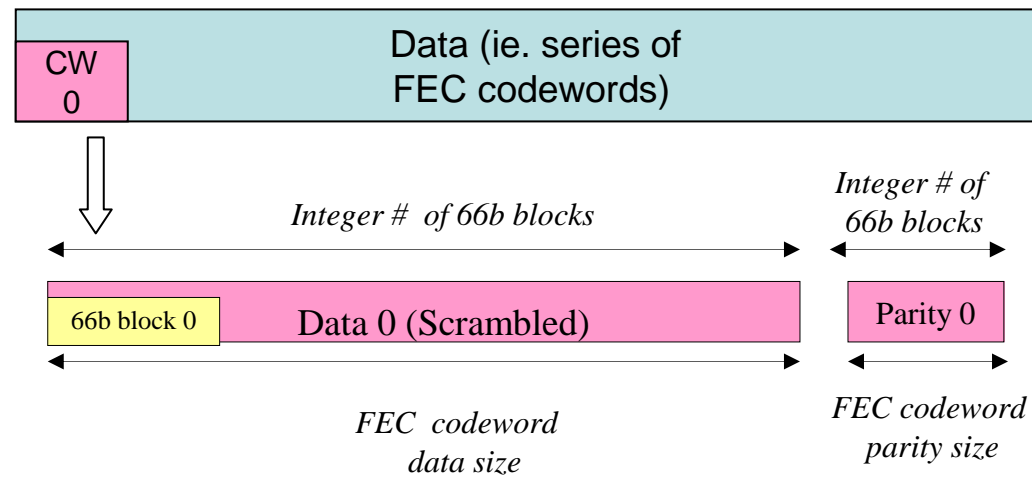 Data (ie. series of
FEC codewords)
CW
0
Integer # of 66b blocks
Integer # of
66b blocks
66b block 0
Data 0 (Scrambled)
Parity 0
FEC codeword
data size
FEC codeword
parity size